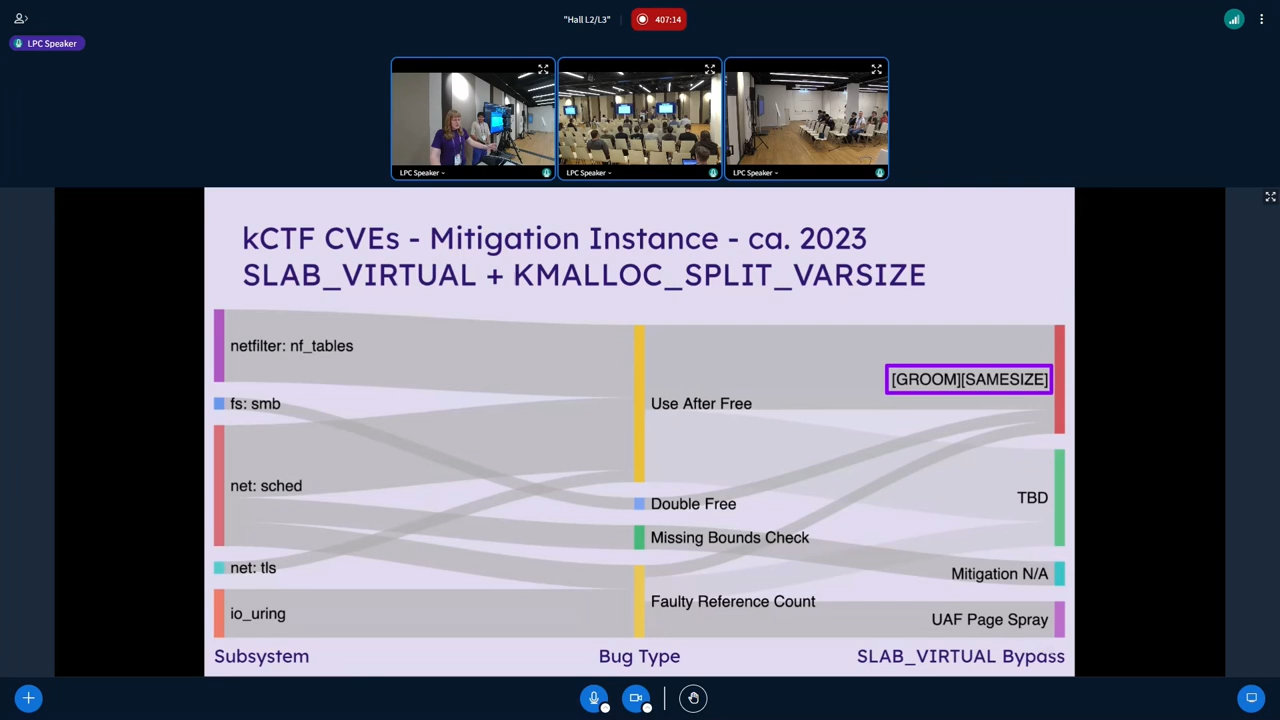 "Hall L2/L3"
407:14
LPC Speaker
LPC Speaker
LPC Speaker
LPC Speaker
kCTF CVEs - Mitigation Instance - ca. 2023
SLAB_VIRTUAL + KMALLOC_SPLIT_VARSIZE
netfilter: nf_tables
fs: smb
net: sched
net: tls
io_uring
Subsystem
Use After Free
Double Free
Missing Bounds Check
Faulty Reference Count
Bug Type
[GROOM][SAMESIZE]
TBD
Mitigation N/A
UAF Page Spray
SLAB_VIRTUAL Bypass